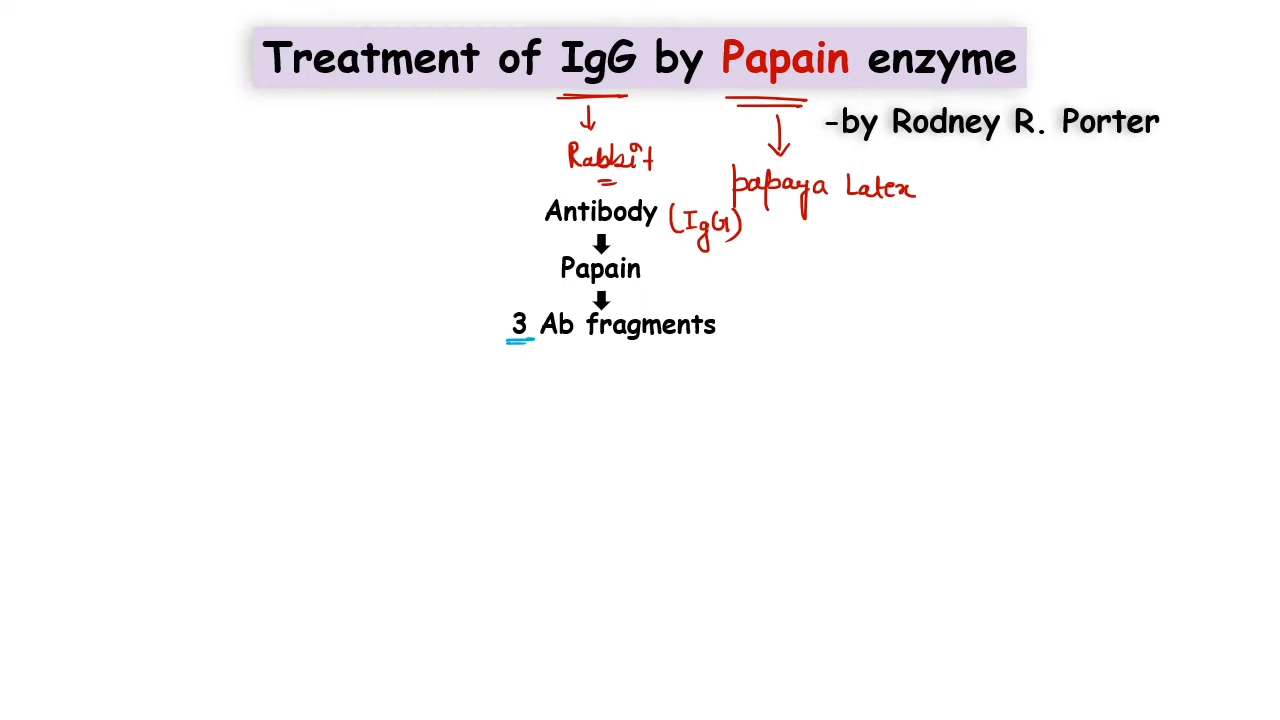 Treatment of IgG by Papain enzyme
-by Rodney R. Porter
Rabbit
papaya Latex
Antibody (IgG)
Papain
3 Ab fragments